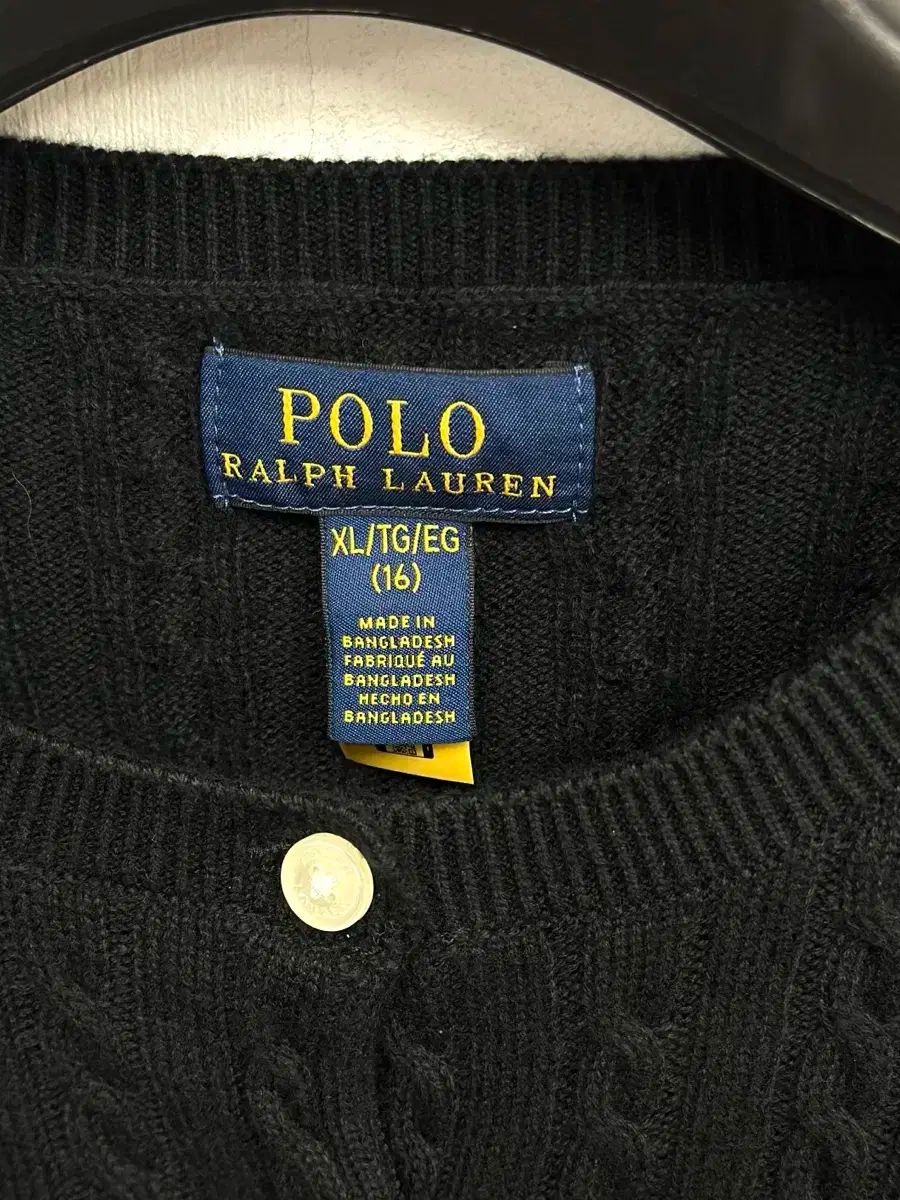 POLO
RALPH LAUREN
XL/TG/EG
(16)
MADE IN
BANGLADESH
FABRIQUÉ AU
BANGLADESH
HECHO EN
BANGLADESH